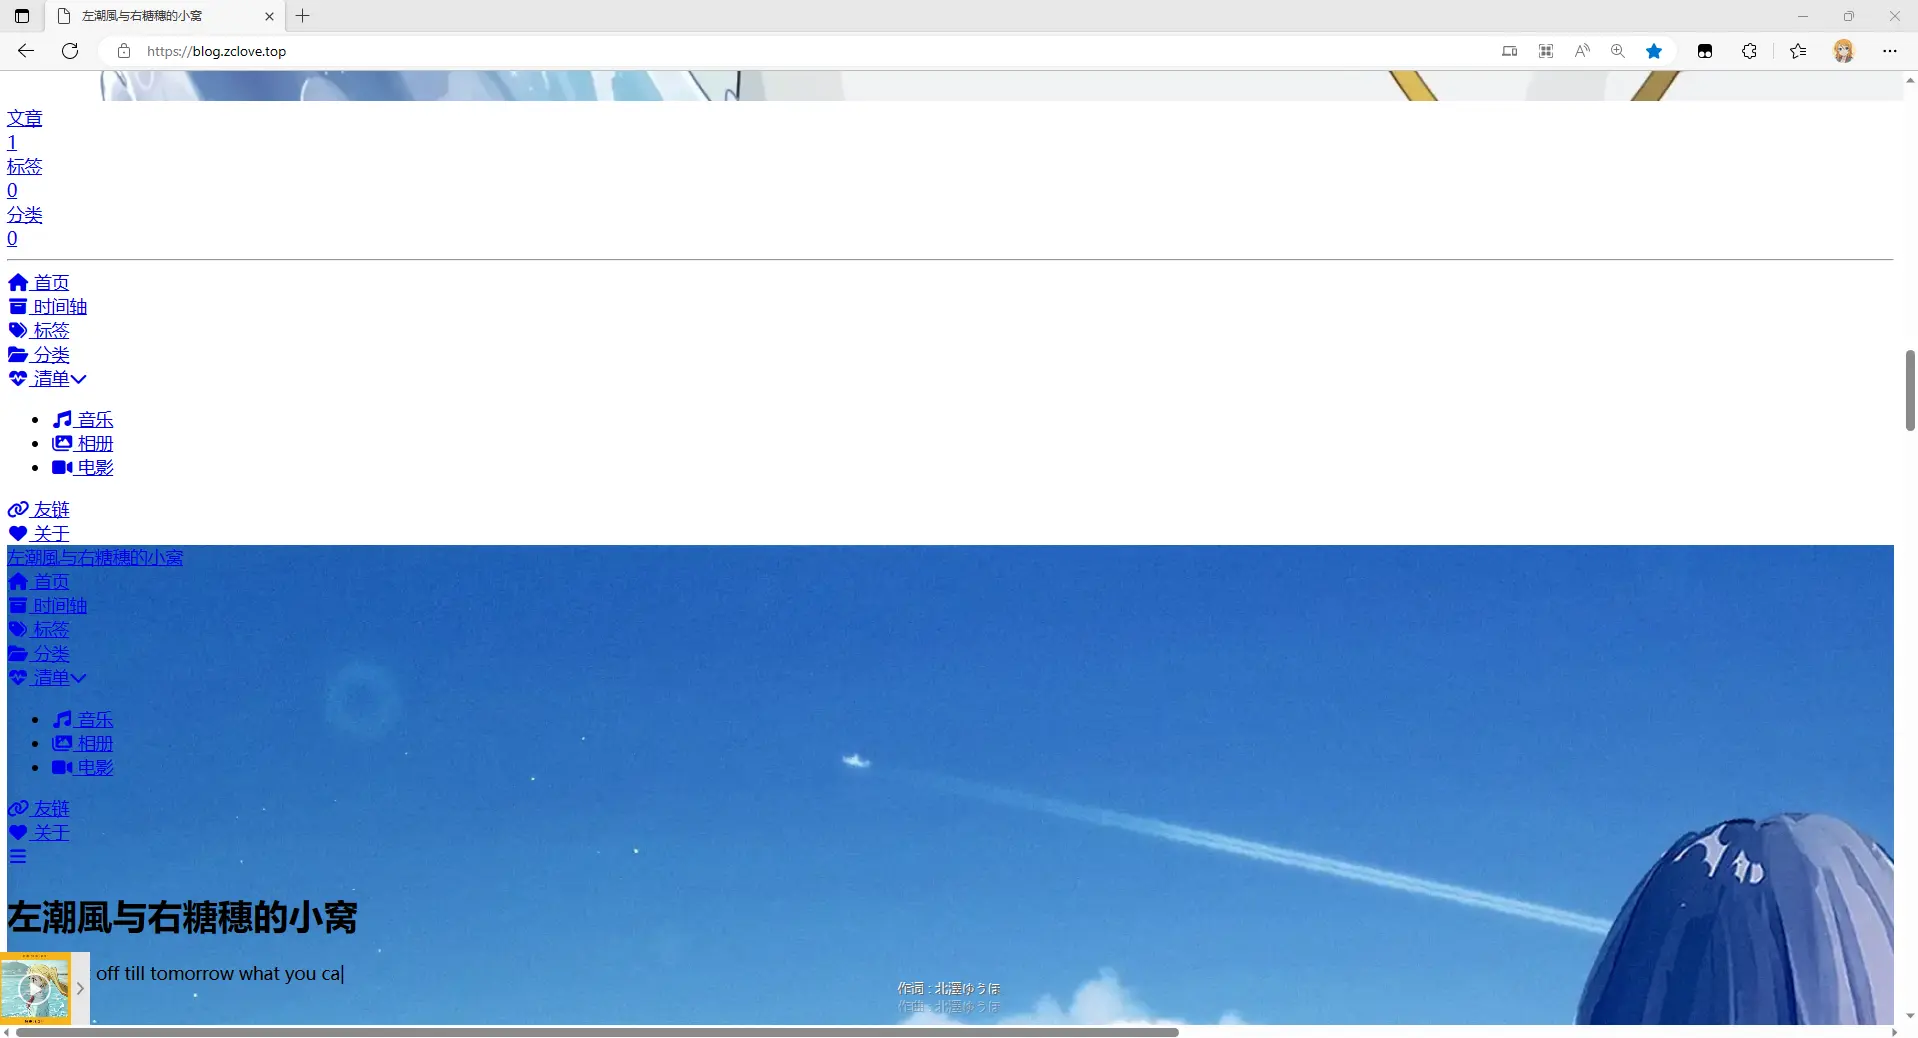 左潮風与右糖穗的小窝
https://blog.zclove.top
文章
1
标签
0
分类
0
首页
时间轴
标签
分类
清单
音乐
相册
电影
友链
关于
左潮風与右糖穗的小窝
首页
时间轴
标签
分类
清单
音乐
相册
电影
友链
关于
左潮風与右糖穗的小窝
off till tomorrow what you ca|
作词 : 北澤ゆうほ
作曲 : 北澤ゆうほ